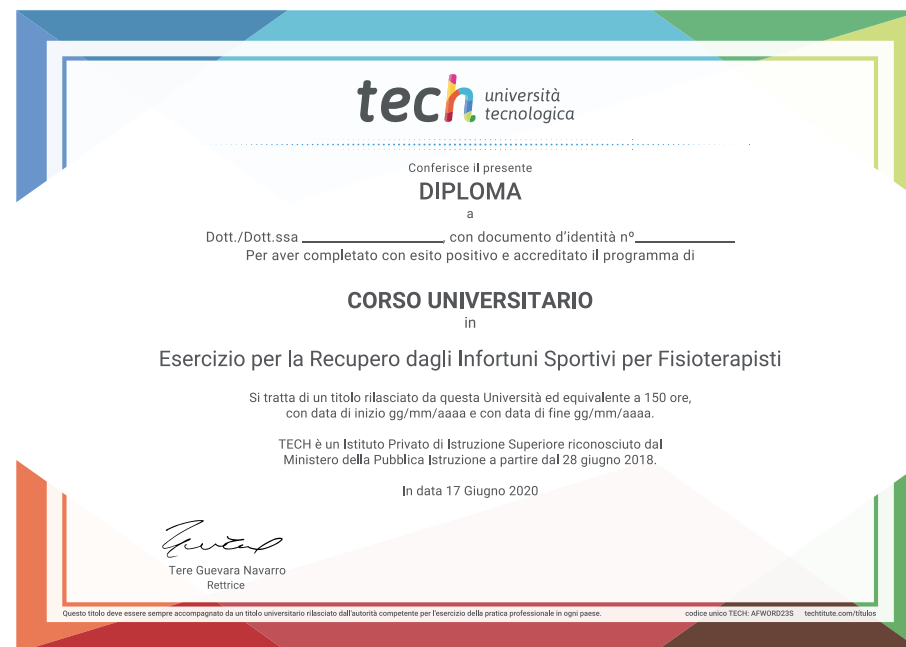 tech università
tecnologica
Conferisce il presente
DIPLOMA
a
Dott./Dott.ssa ____________________, con documento d'identità nº______________
Per aver completato con esito positivo e accreditato il programma di
CORSO UNIVERSITARIO
in
Esercizio per la Recupero dagli Infortuni Sportivi per Fisioterapisti
Si tratta di un titolo rilasciato da questa Università ed equivalente a 150 ore,
con data di inizio gg/mm/aaaa e con data di fine gg/mm/aaaa.
TECH è un Istituto Privato di Istruzione Superiore riconosciuto dal
Ministero della Pubblica Istruzione a partire dal 28 giugno 2018.
In data 17 Giugno 2020
Tere Guevara Navarro
Rettrice
Questo titolo deve essere sempre accompagnato da un titolo universitario rilasciato dall'autorità competente per l'esercizio della pratica professionale in ogni paese. codice unico TECH: AFWORD23S techtitute.com/títulos